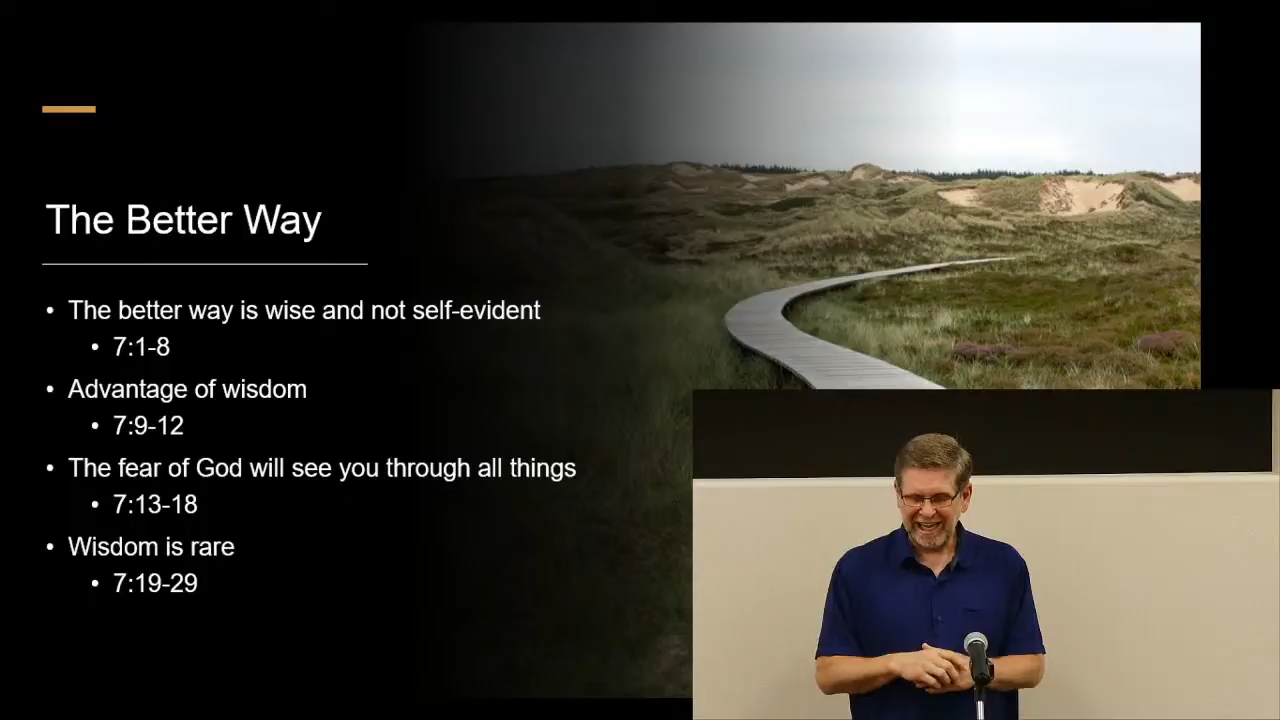 The Better Way
• The better way is wise and not self-evident
• 7:1-8
• Advantage of wisdom
• 7:9-12
• The fear of God will see you through all things
• 7:13-18
• Wisdom is rare
• 7:19-29